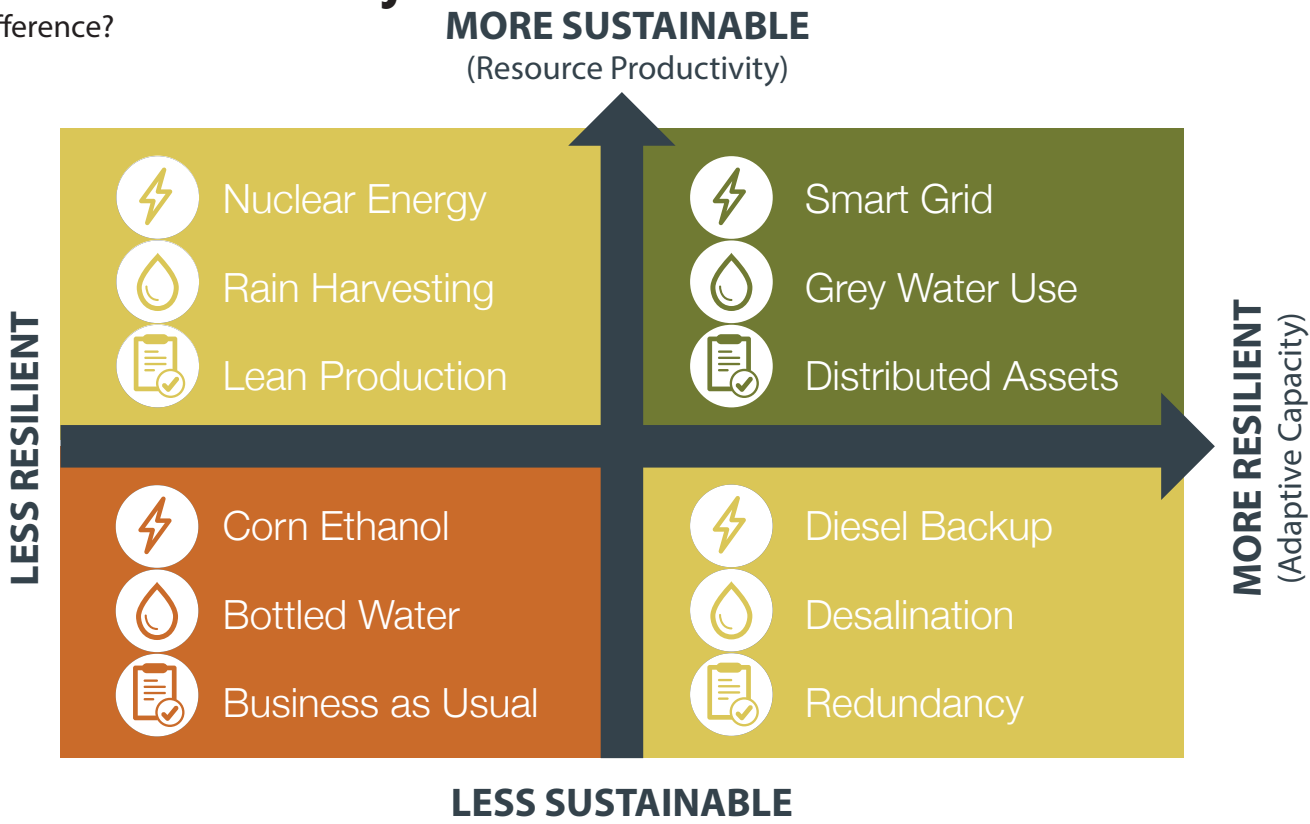 fference?
MORE SUSTAINABLE
(Resource Productivity)
Nuclear Energy
Rain Harvesting
Lean Production
Smart Grid
Grey Water Use
Distributed Assets
LESS RESILIENT
MORE RESILIENT
(Adaptive Capacity)
Corn Ethanol
Bottled Water
Business as Usual
Diesel Backup
Desalination
Redundancy
LESS SUSTAINABLE